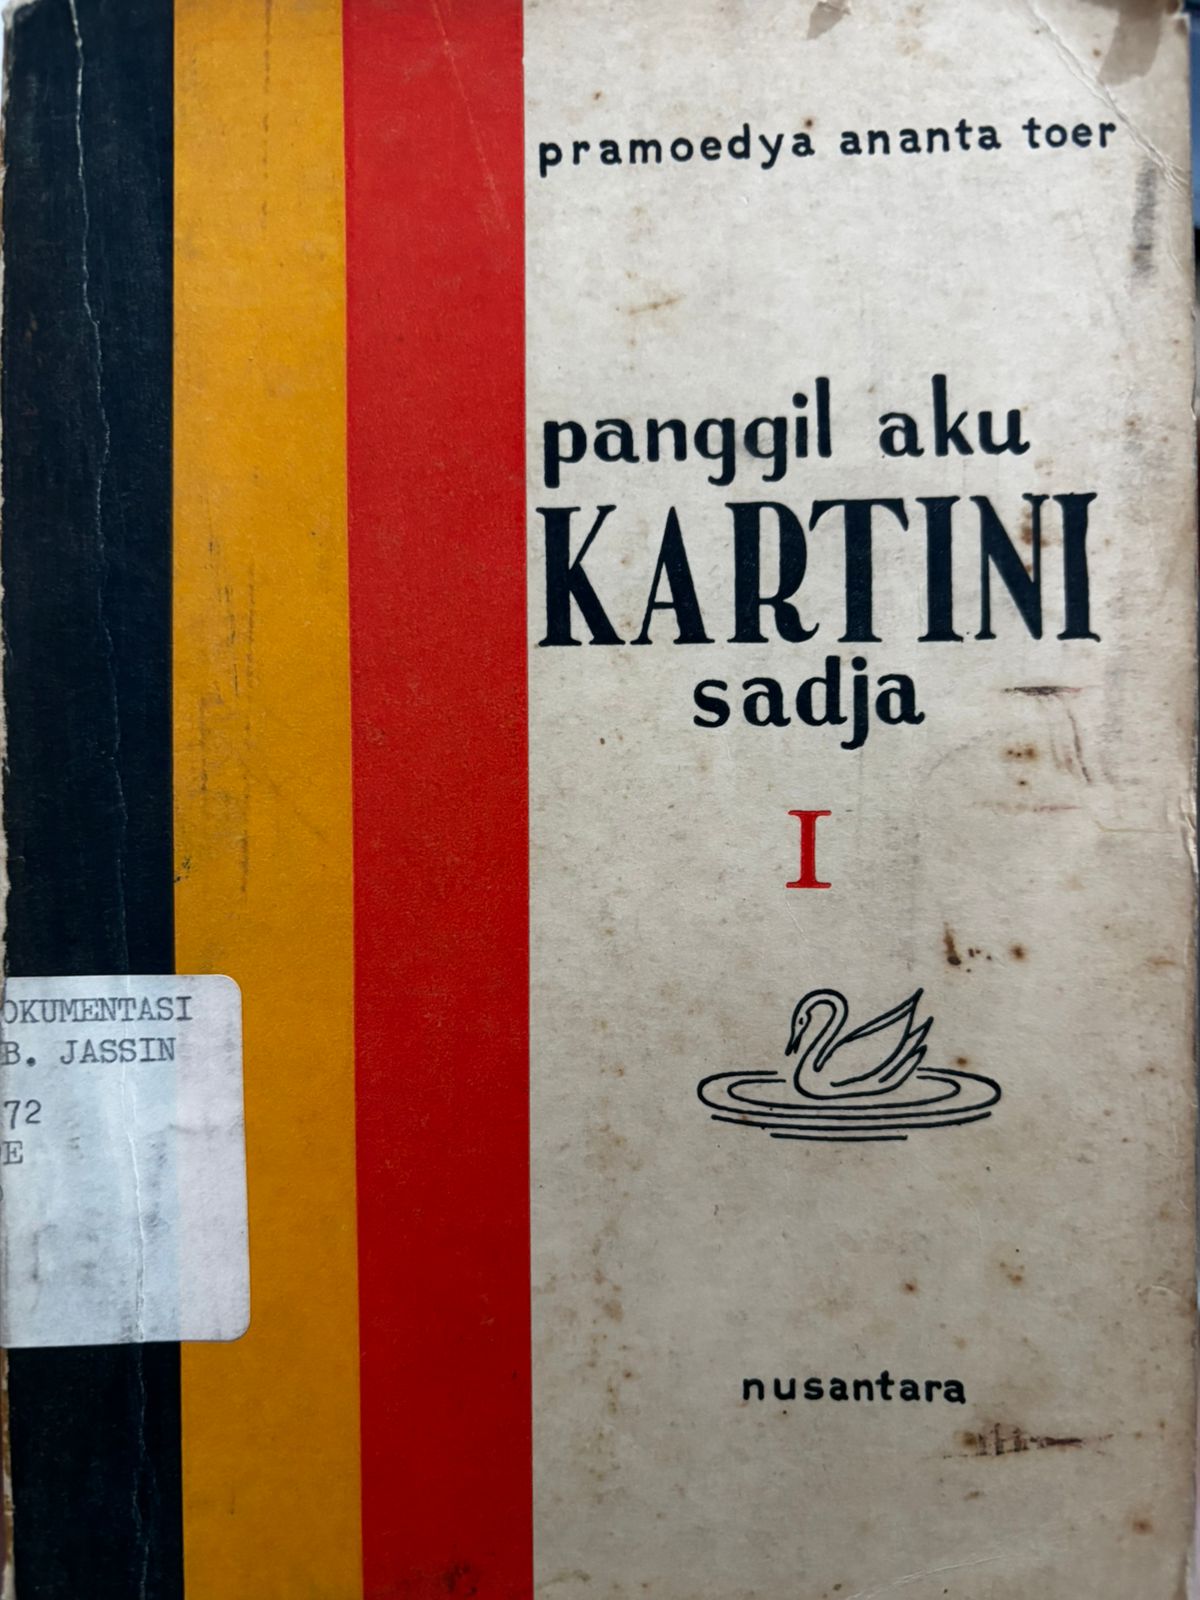 pramoedya ananta toer
panggil aku
KARTINI
sadja
I
nusantara
OKUMENTASI
B. JASSIN
72
E